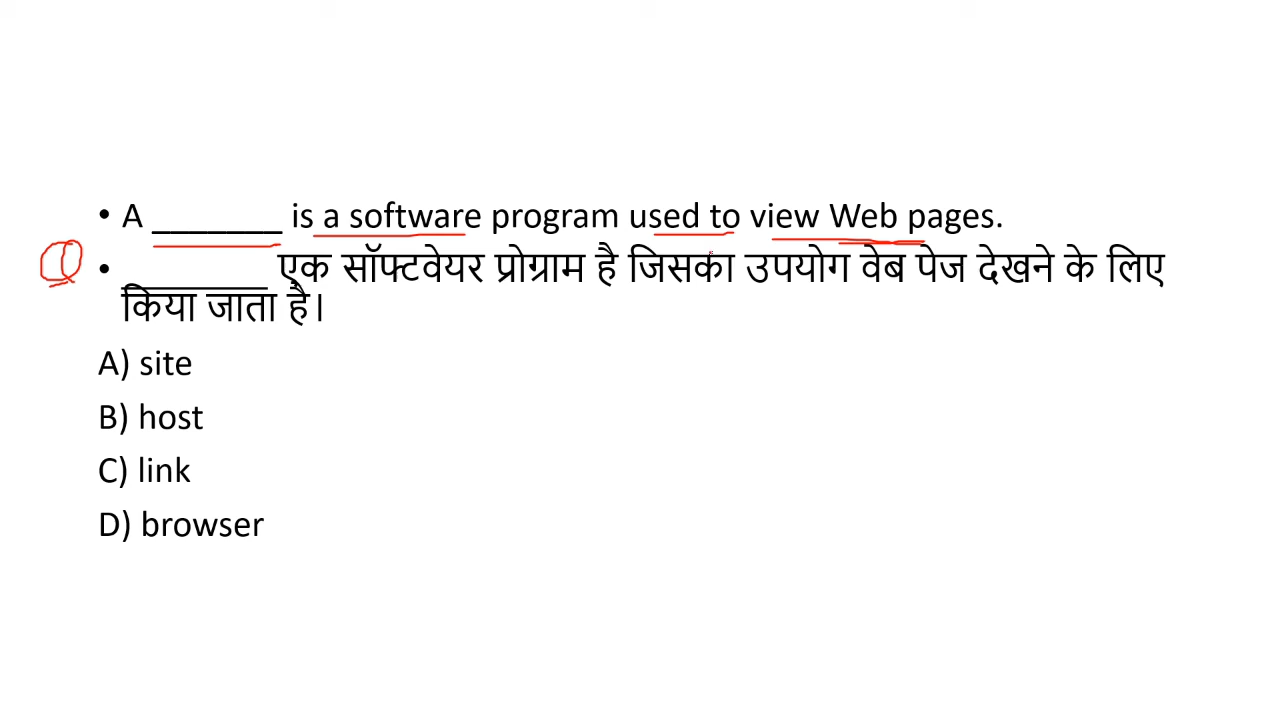 • A _______ is a software program used to view Web pages.
• ________ एक सॉफ्टवेयर प्रोग्राम है जिसका उपयोग वेब पेज देखने के लिए
किया जाता है।
A) site
B) host
C) link
D) browser